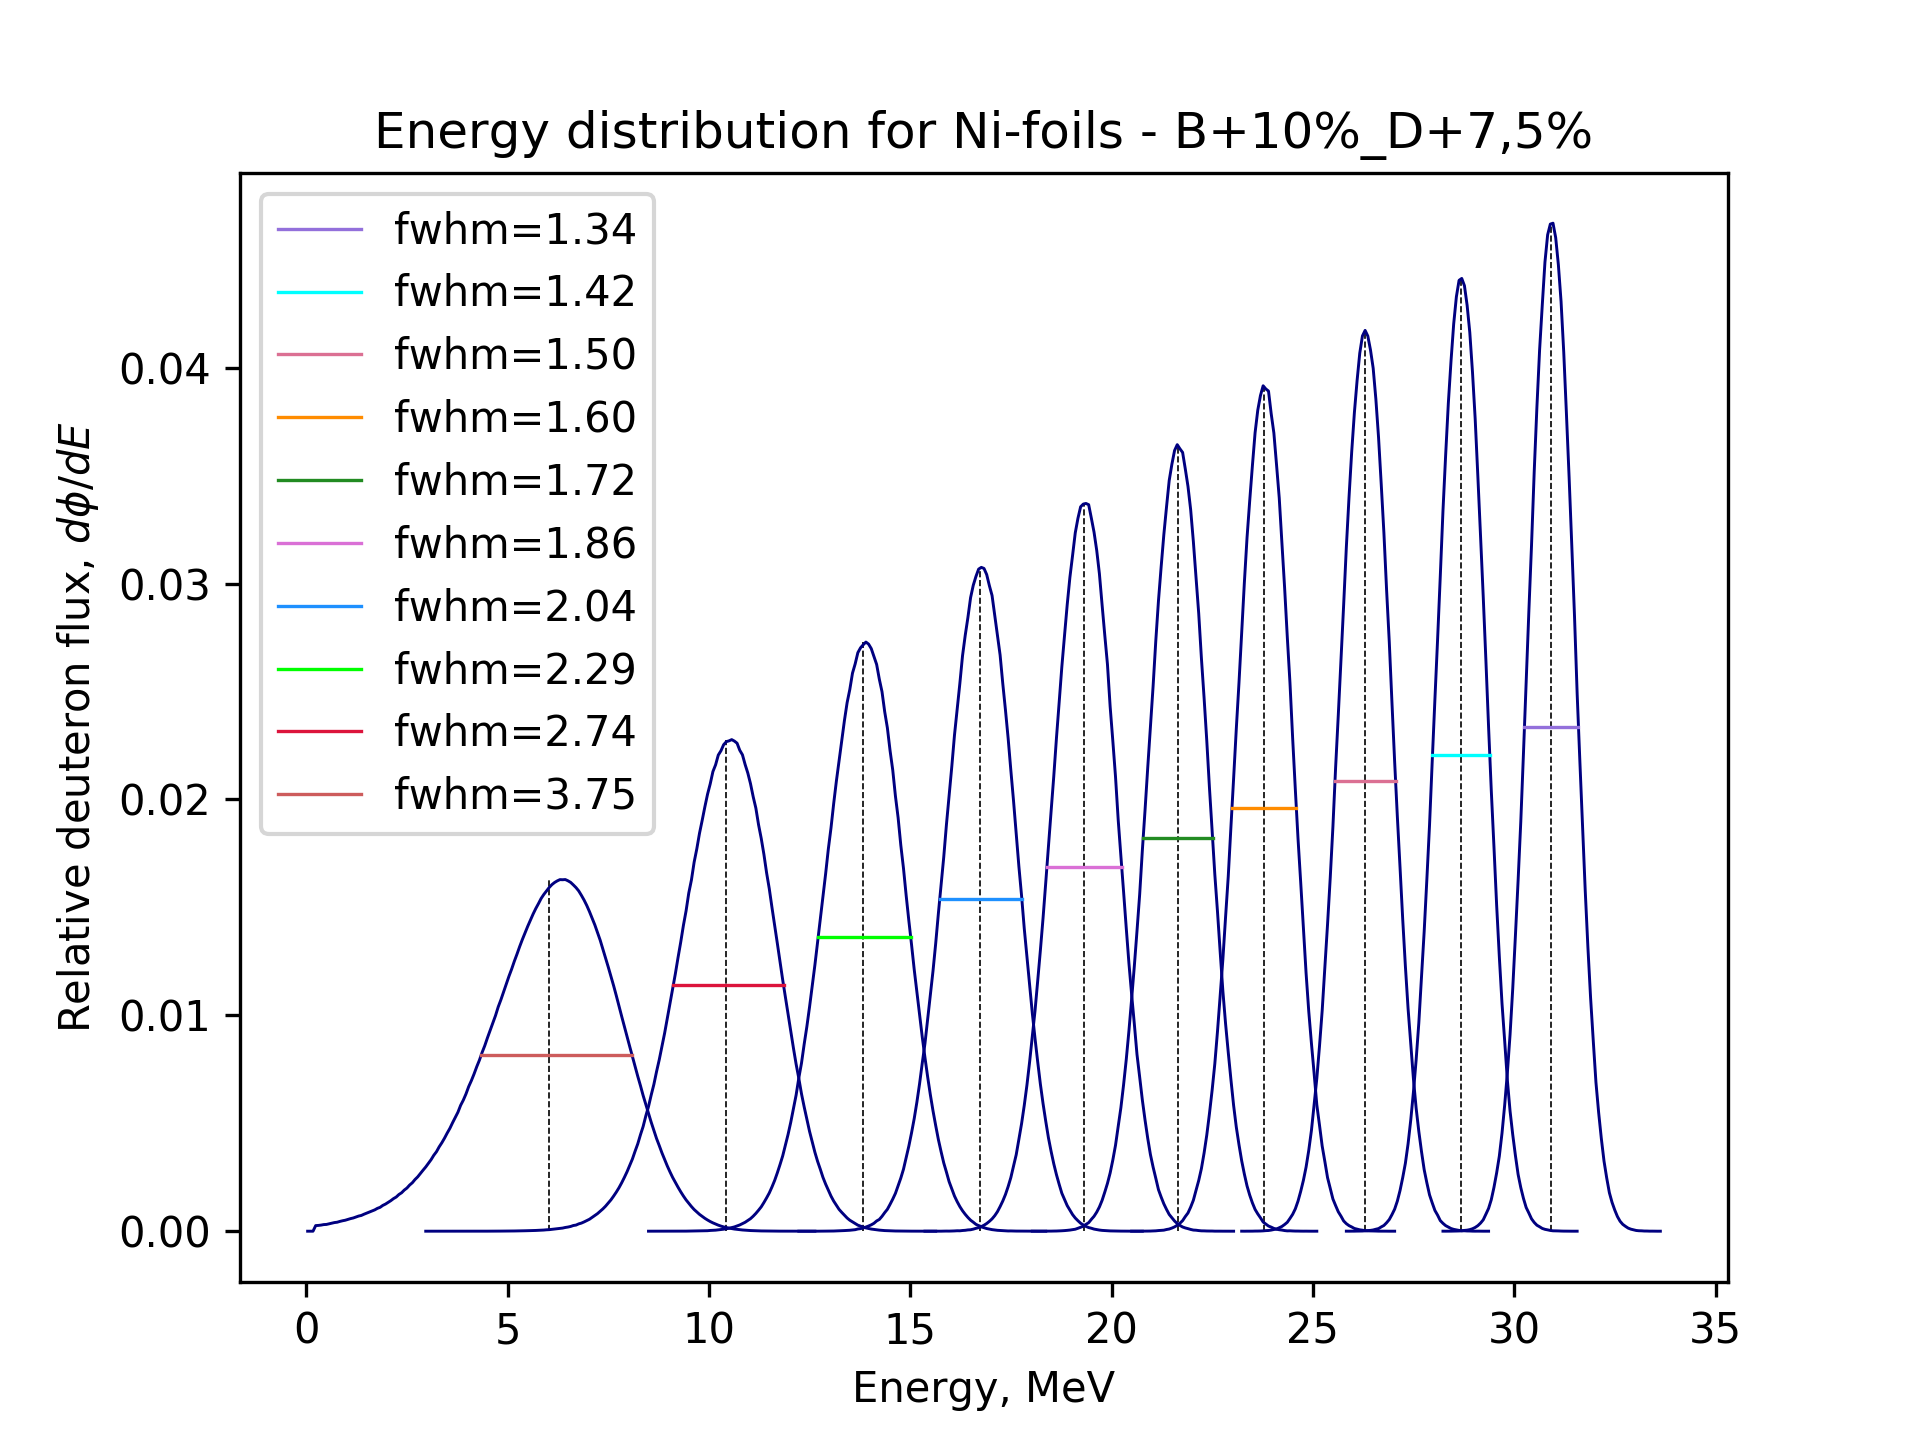 Energy distribution for Ni-foils - B+10%_D+7,5%
fwhm=1.34
fwhm=1.42
fwhm=1.50
fwhm=1.60
fwhm=1.72
fwhm=1.86
fwhm=2.04
fwhm=2.29
fwhm=2.74
fwhm=3.75
Relative deuteron flux, dϕ/dE
0.04
0.03
0.02
0.01
0.00
0 5 10 15 20 25 30 35
Energy, MeV